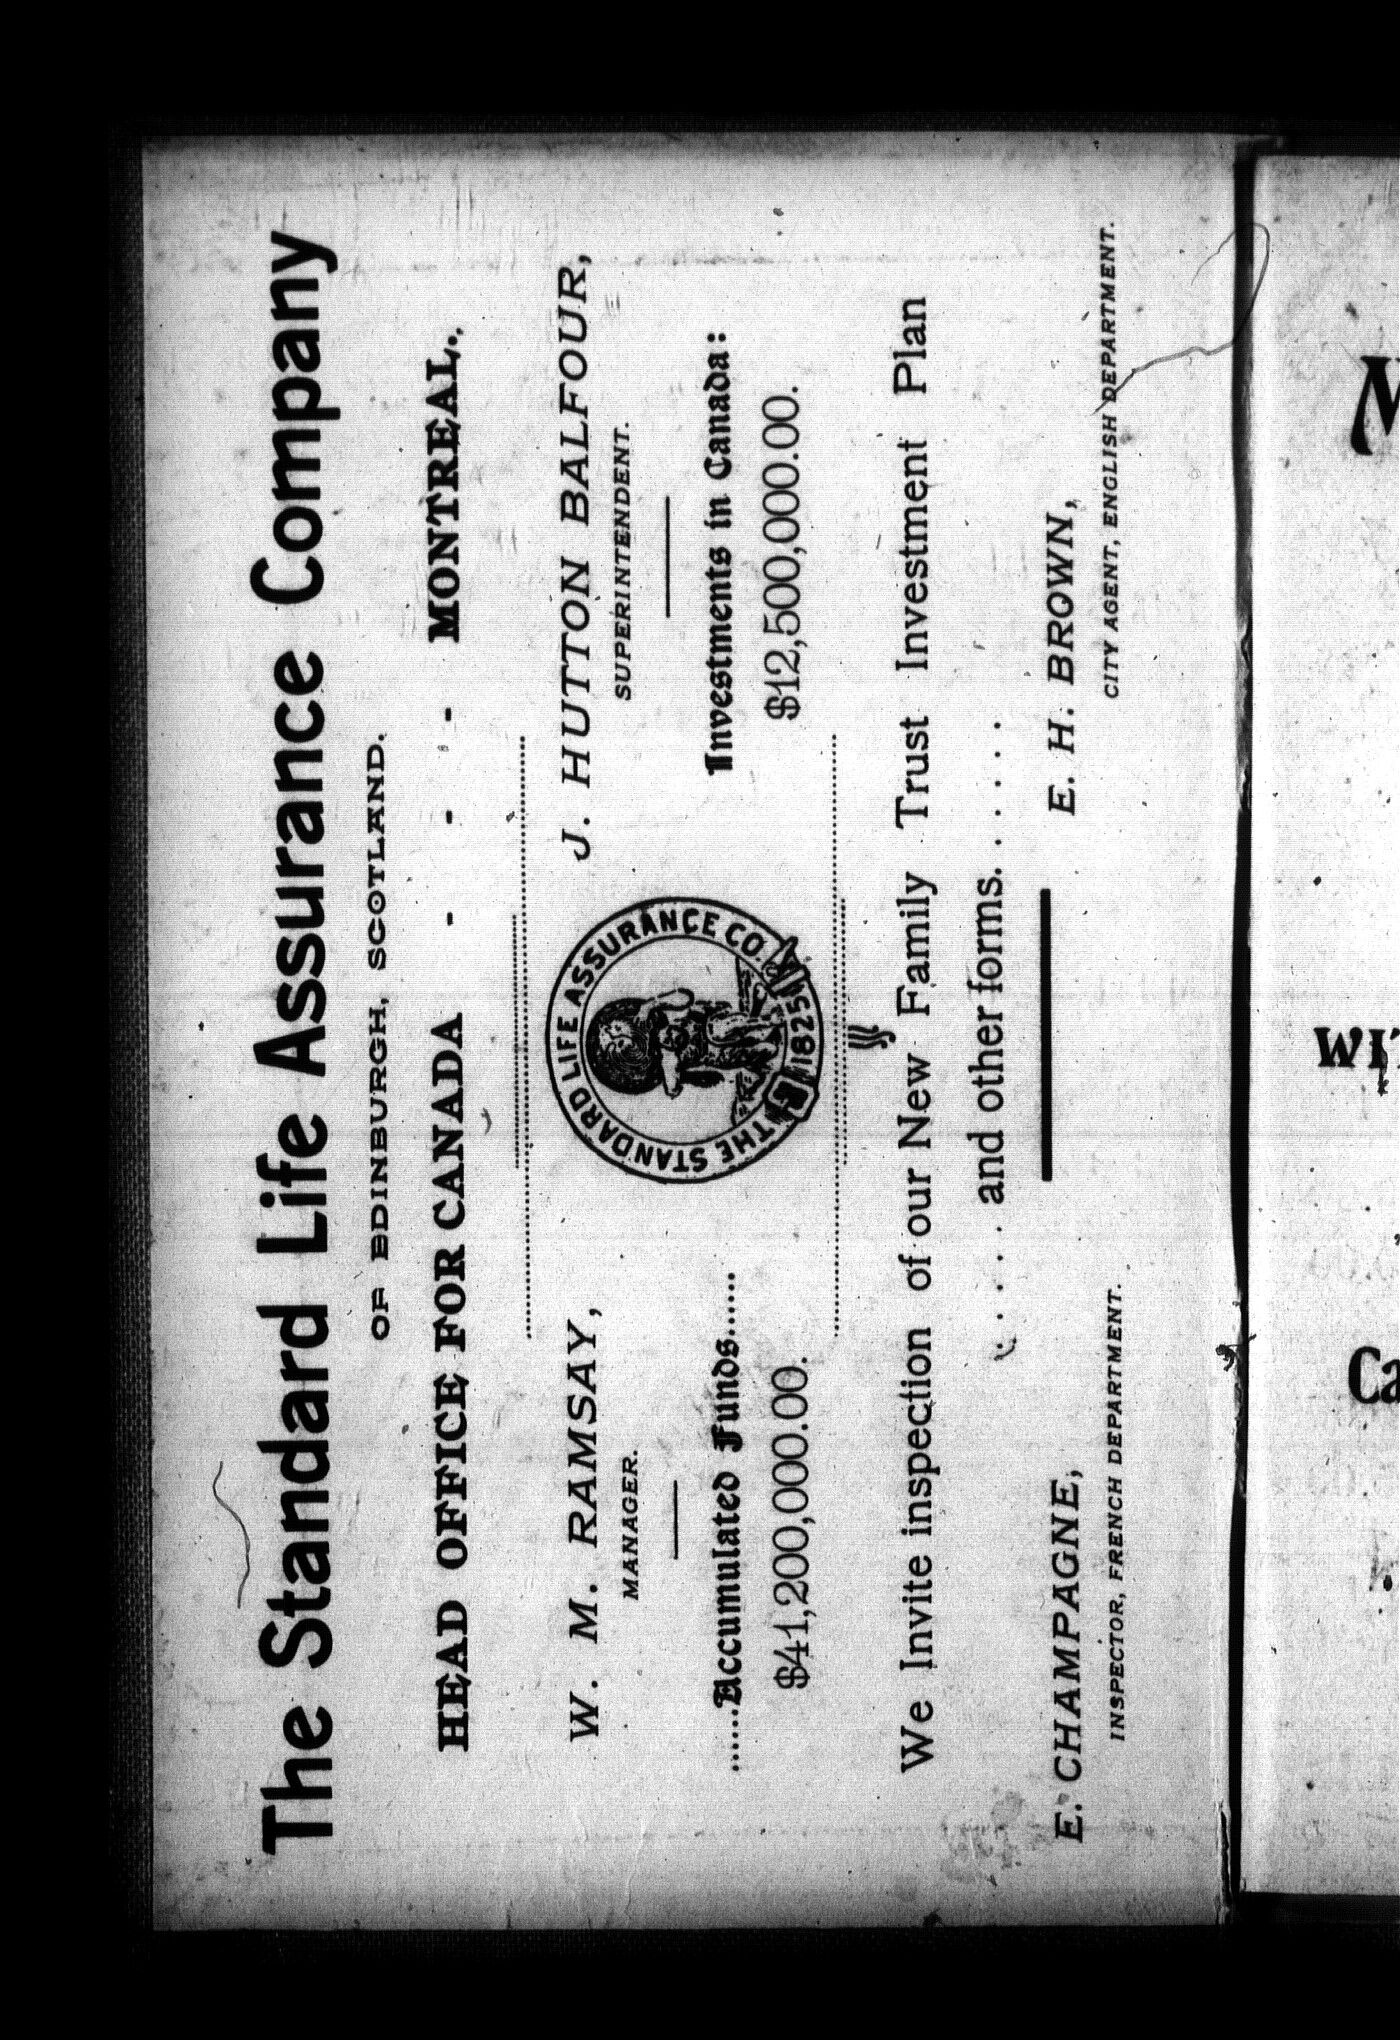 The Standard Life Assurance Company
OF EDINBURGH, SCOTLAND.
HEAD OFFICE FOR CANADA - - - MONTREAL.
W. M. RAMSAY,
MANAGER.
......Accumulated Funds......
$41,200,000.00.
THE STANDARD LIFE ASSURANCE CO.
1825
J. HUTTON BALFOUR,
SUPERINTENDENT.
Investments in Canada:
$12,500,000.00.
We Invite inspection of our New Family Trust Investment Plan
. . . . and other forms. . . . . .
E. CHAMPAGNE,
INSPECTOR, FRENCH DEPARTMENT.
E. H. BROWN,
CITY AGENT, ENGLISH DEPARTMENT.